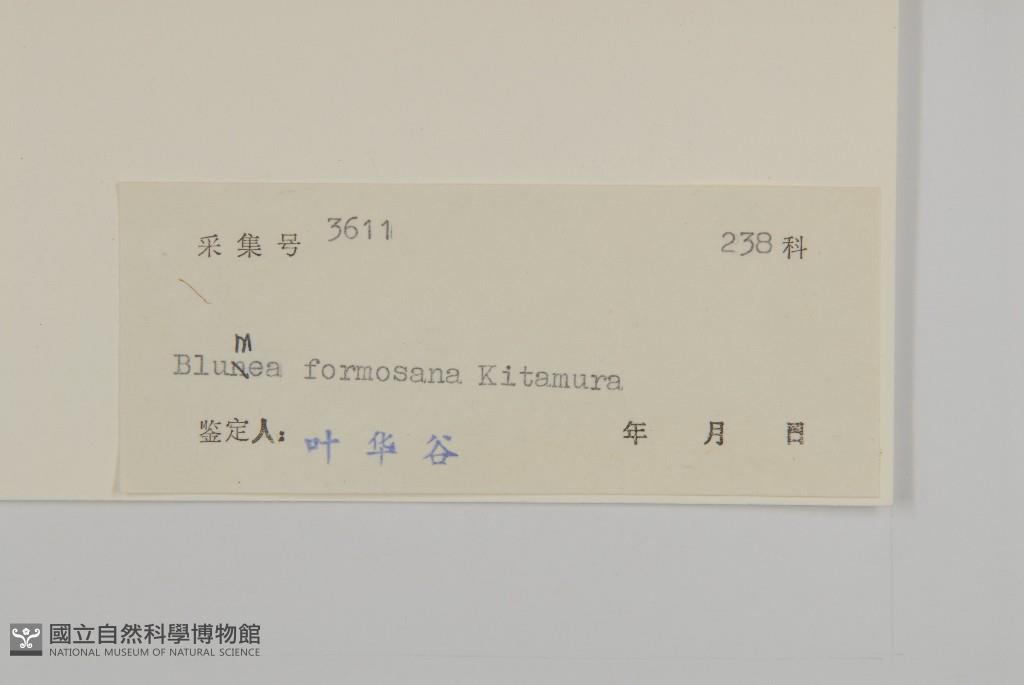 采集号 3611 238科
M
Blunea formosana Kitamura
鉴定人: 叶华谷 年 月 日
國立自然科學博物館
NATIONAL MUSEUM OF NATURAL SCIENCE